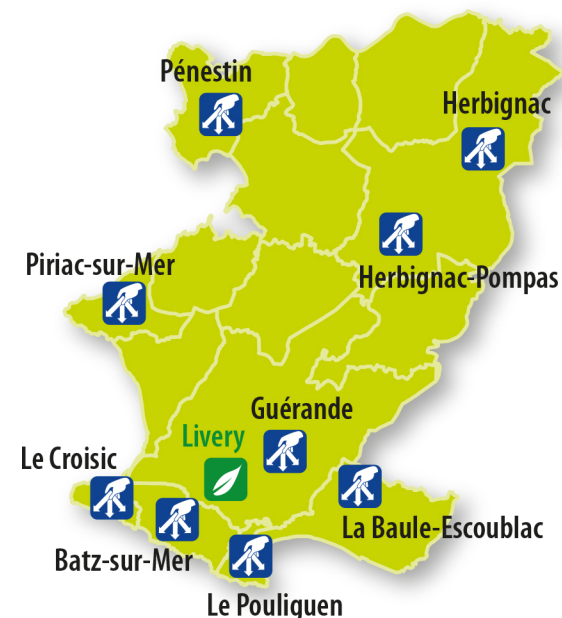 Pénestin
Herbignac
Piriac-sur-Mer
Herbignac-Pompas
Guérande
Livery
Le Croisic
La Baule-Escoublac
Batz-sur-Mer
Le Pouliguen